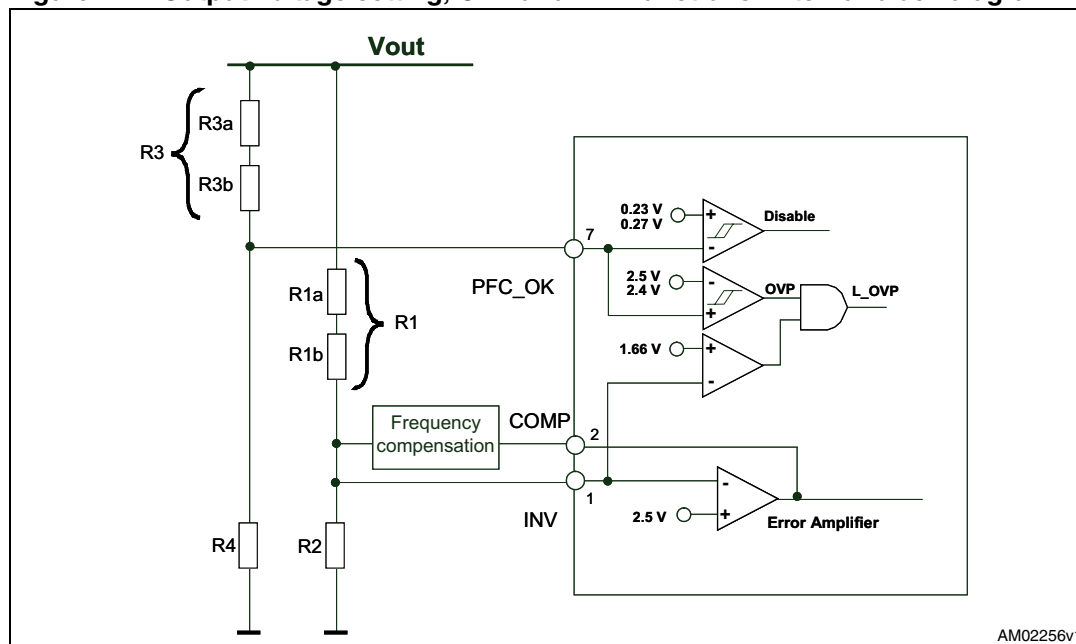 Vout
R3a
R3
R3b
0.23 V
0.27 V
+
-
Disable
7
PFC_OK
2.5 V
2.4 V
-
+
OVP
L_OVP
R1a
R1
R1b
1.66 V
+
-
Frequency
compensation
COMP
2
1
INV
-
2.5 V
+
Error Amplifier
R4
R2